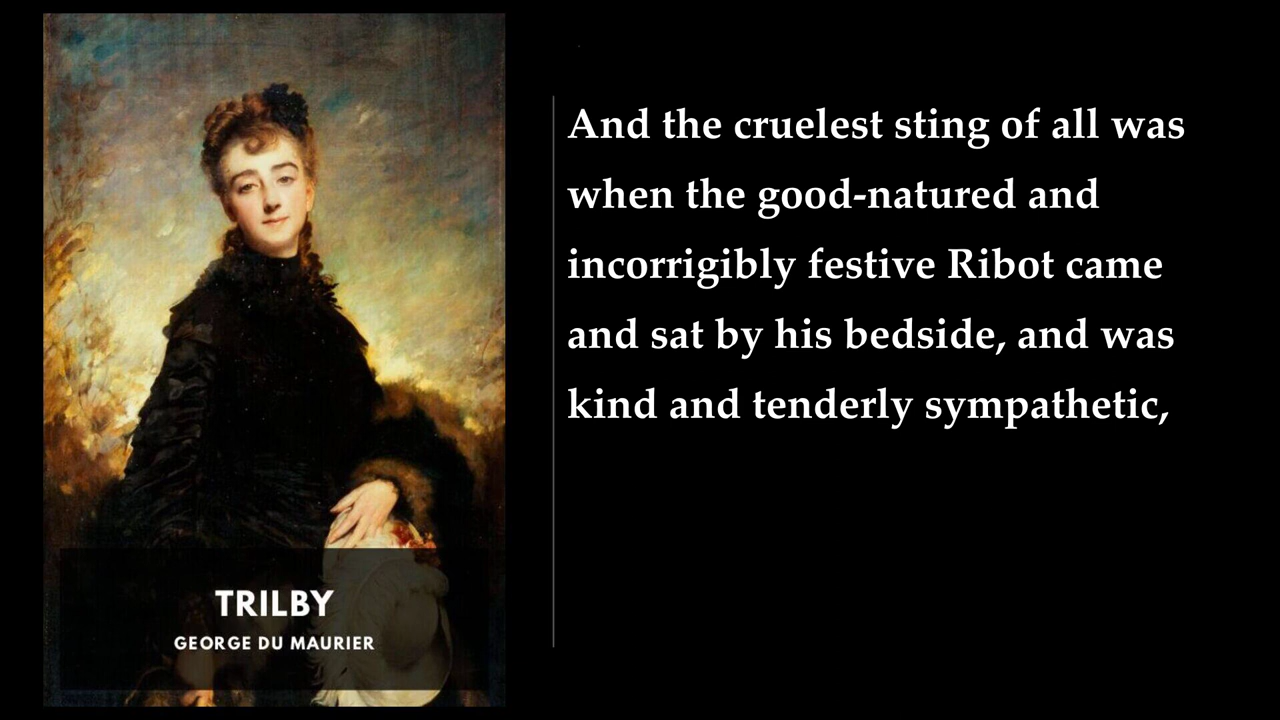 And the cruelest sting of all was
when the good-natured and
incorrigibly festive Ribot came
and sat by his bedside, and was
kind and tenderly sympathetic,
TRILBY
GEORGE DU MAURIER